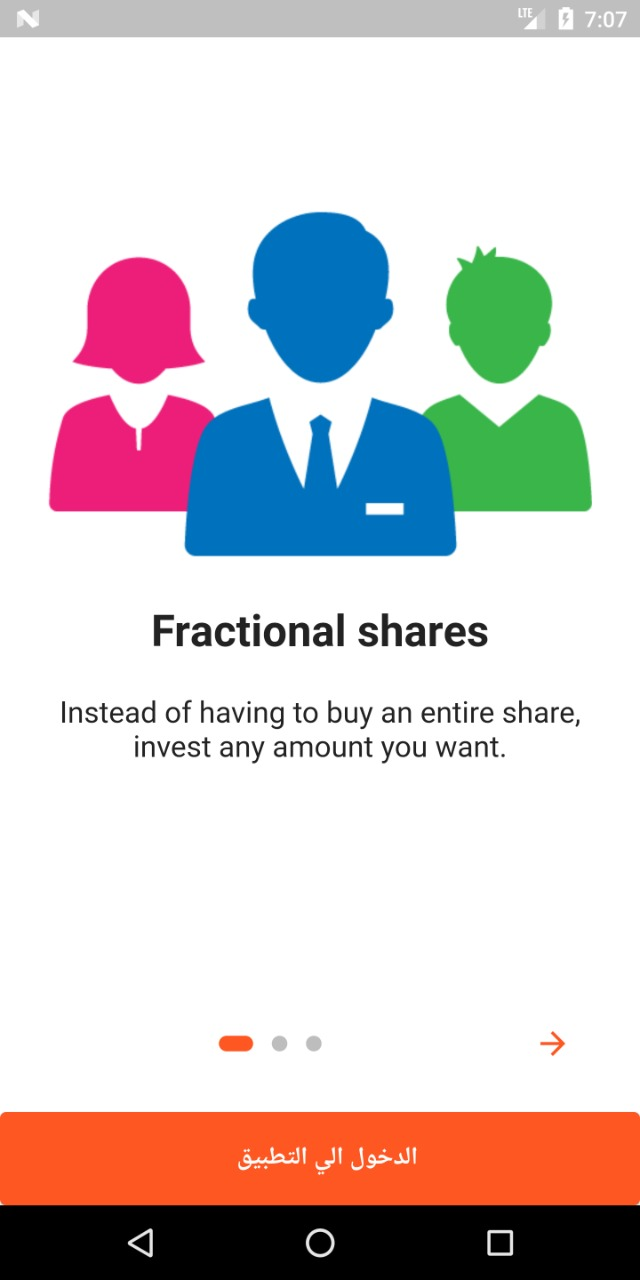 LTE 7:07
Fractional shares
Instead of having to buy an entire share,
invest any amount you want.
الدخول الي التطبيق